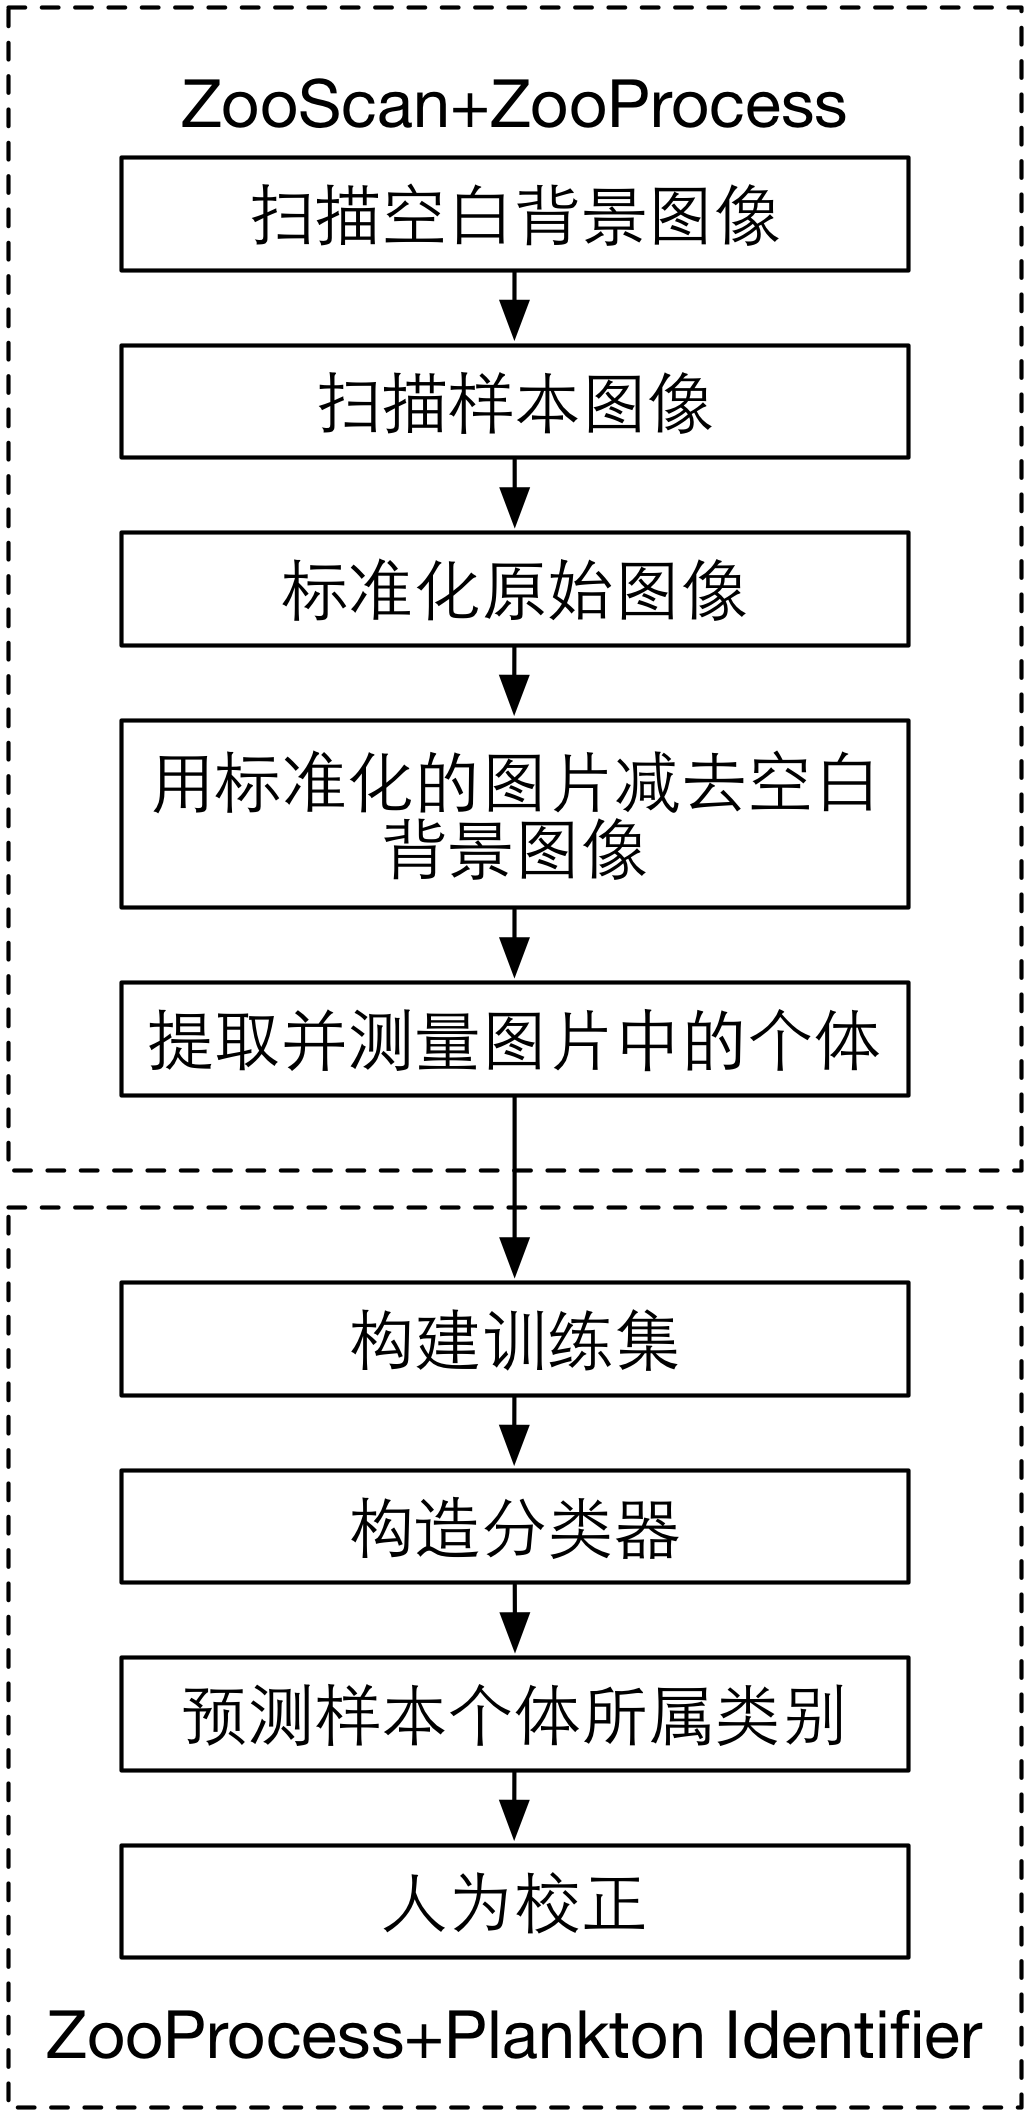 ZooScan+ZooProcess
扫描空白背景图像
扫描样本图像
标准化原始图像
用标准化的图片减去空白
背景图像
提取并测量图片中的个体
构建训练集
构造分类器
预测样本个体所属类别
人为校正
ZooProcess+Plankton Identifier